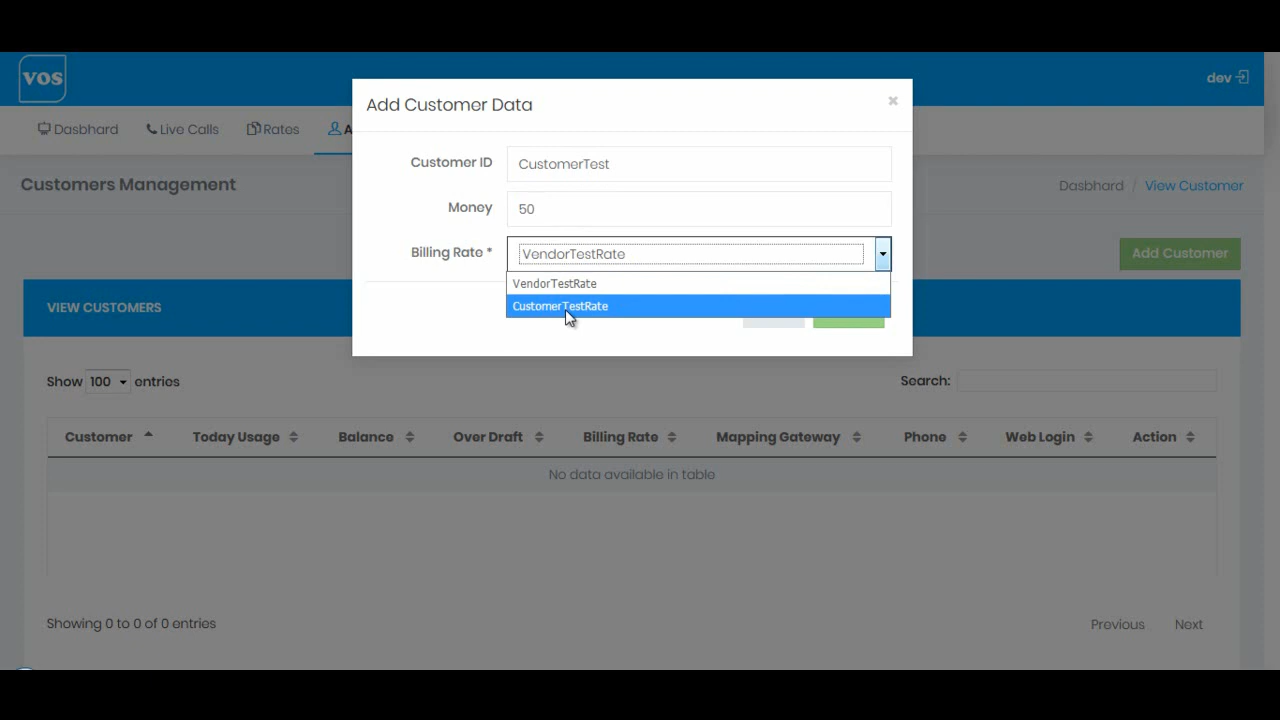 VOS
dev
Add Customer Data
×
Dasbhard
Live Calls
Rates
A
Customers Management
Dasbhard / View Customer
Customer ID
CustomerTest
Money
50
Billing Rate *
VendorTestRate
VendorTestRate
CustomerTestRate
Add Customer
VIEW CUSTOMERS
Show 100 entries
Search:
Customer Today Usage Balance Over Draft Billing Rate Mapping Gateway Phone Web Login Action
No data available in table
Showing 0 to 0 of 0 entries
Previous Next